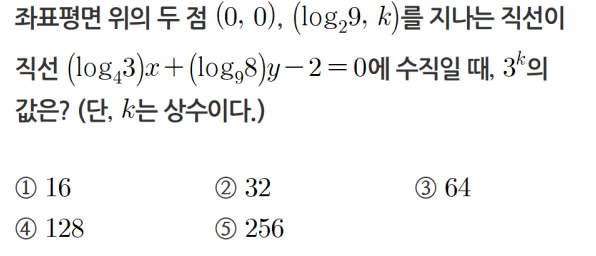 좌표평면 위의 두 점 (0, 0), (log₂9, k)를 지나는 직선이
직선 (log₄3)x+(log₉8)y-2=0에 수직일 때, 3ᵏ의
값은? (단, k는 상수이다.)
① 16 ② 32 ③ 64
④ 128 ⑤ 256